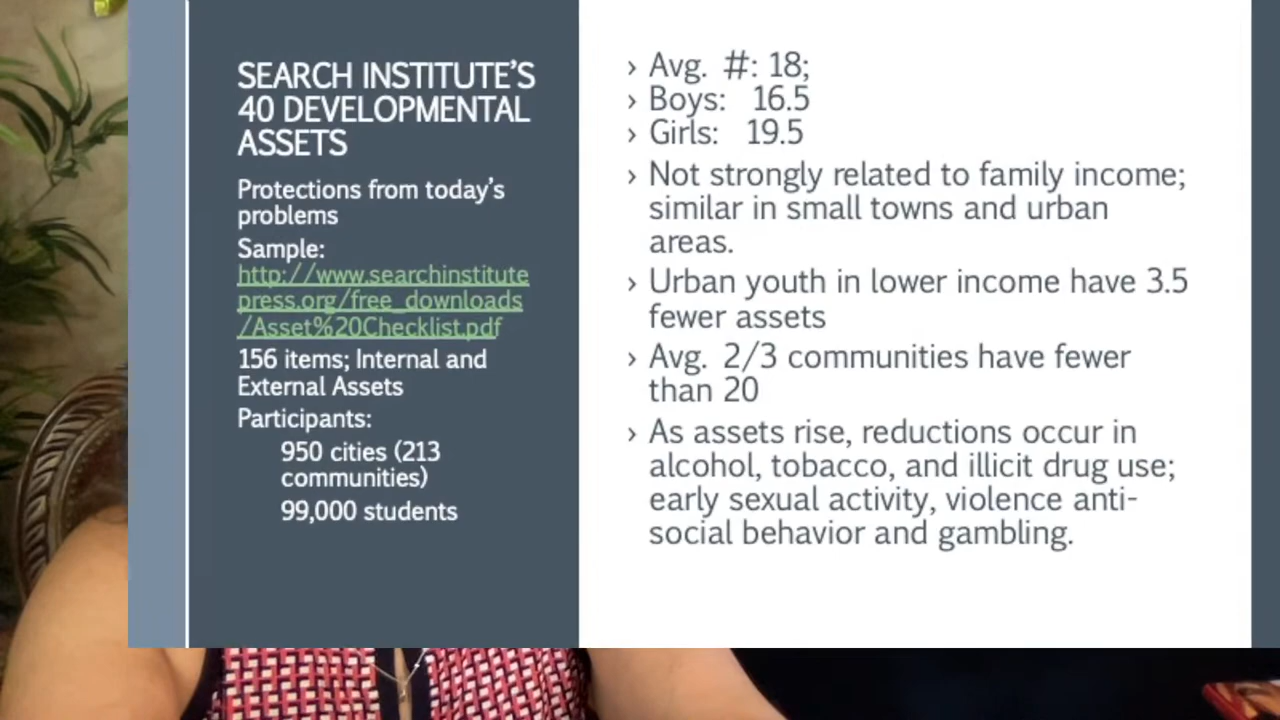 SEARCH INSTITUTE'S
40 DEVELOPMENTAL
ASSETS
Protections from today's
problems
Sample:
http://www.searchinstitute
press.org/free_downloads
/Asset%20Checklist.pdf
156 items; Internal and
External Assets
Participants:
950 cities (213
communities)
99,000 students
› Avg. #: 18;
› Boys: 16.5
› Girls: 19.5
› Not strongly related to family income;
similar in small towns and urban
areas.
› Urban youth in lower income have 3.5
fewer assets
› Avg. 2/3 communities have fewer
than 20
› As assets rise, reductions occur in
alcohol, tobacco, and illicit drug use;
early sexual activity, violence anti-
social behavior and gambling.